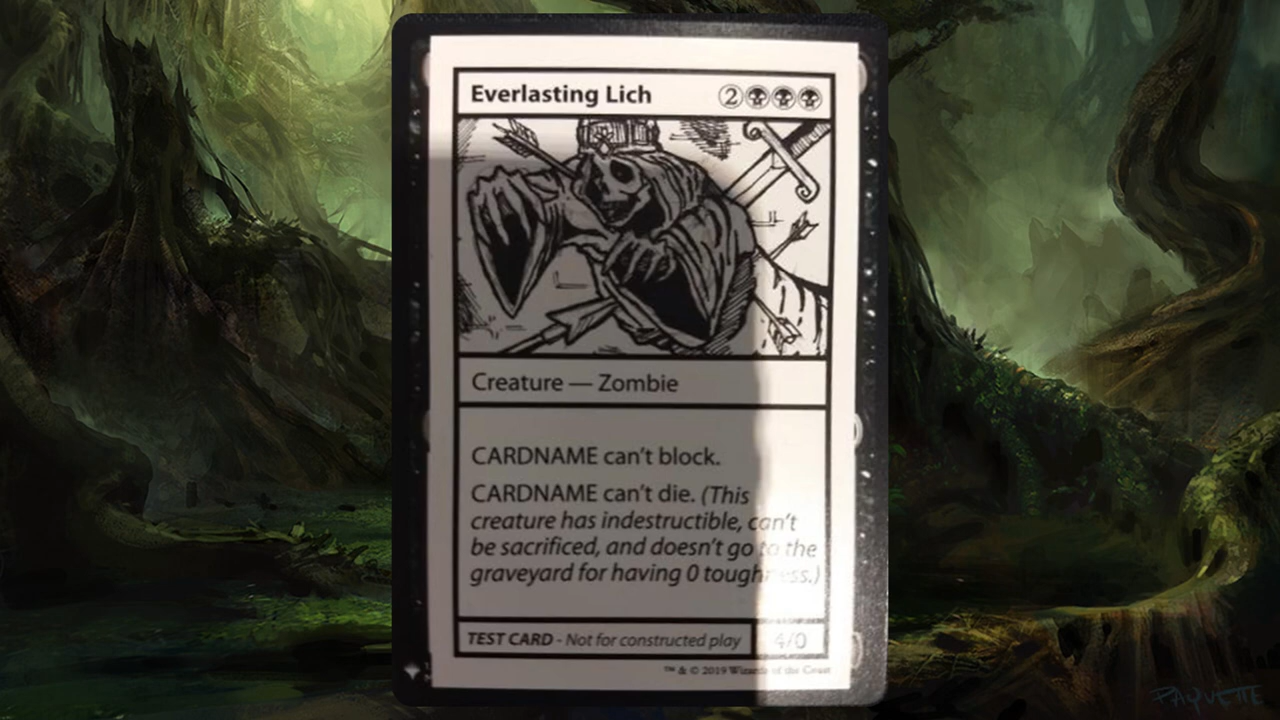 Everlasting Lich 2
Creature — Zombie
CARDNAME can't block.
CARDNAME can't die. (This
creature has indestructible, can't
be sacrificed, and doesn't go to the
graveyard for having 0 toughness.)
TEST CARD - Not for constructed play 4/0
™ & © 2019 Wizards of the Coast
PAQUETTE